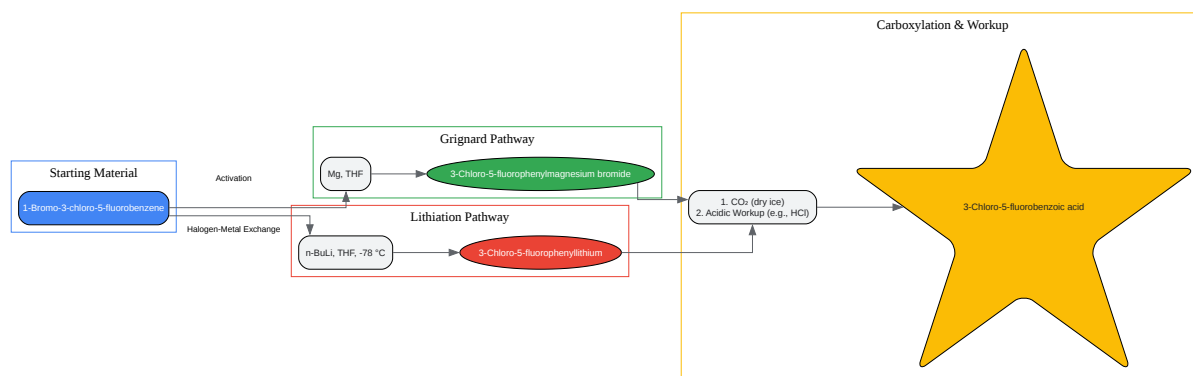 Carboxylation & Workup
Grignard Pathway
Starting Material
Activation
Mg, THF
3-Chloro-5-fluorophenylmagnesium bromide
1-Bromo-3-chloro-5-fluorobenzene
1. CO₂ (dry ice)
2. Acidic Workup (e.g., HCl)
3-Chloro-5-fluorobenzoic acid
Lithiation Pathway
Halogen-Metal Exchange
n-BuLi, THF, -78 °C
3-Chloro-5-fluorophenyllithium